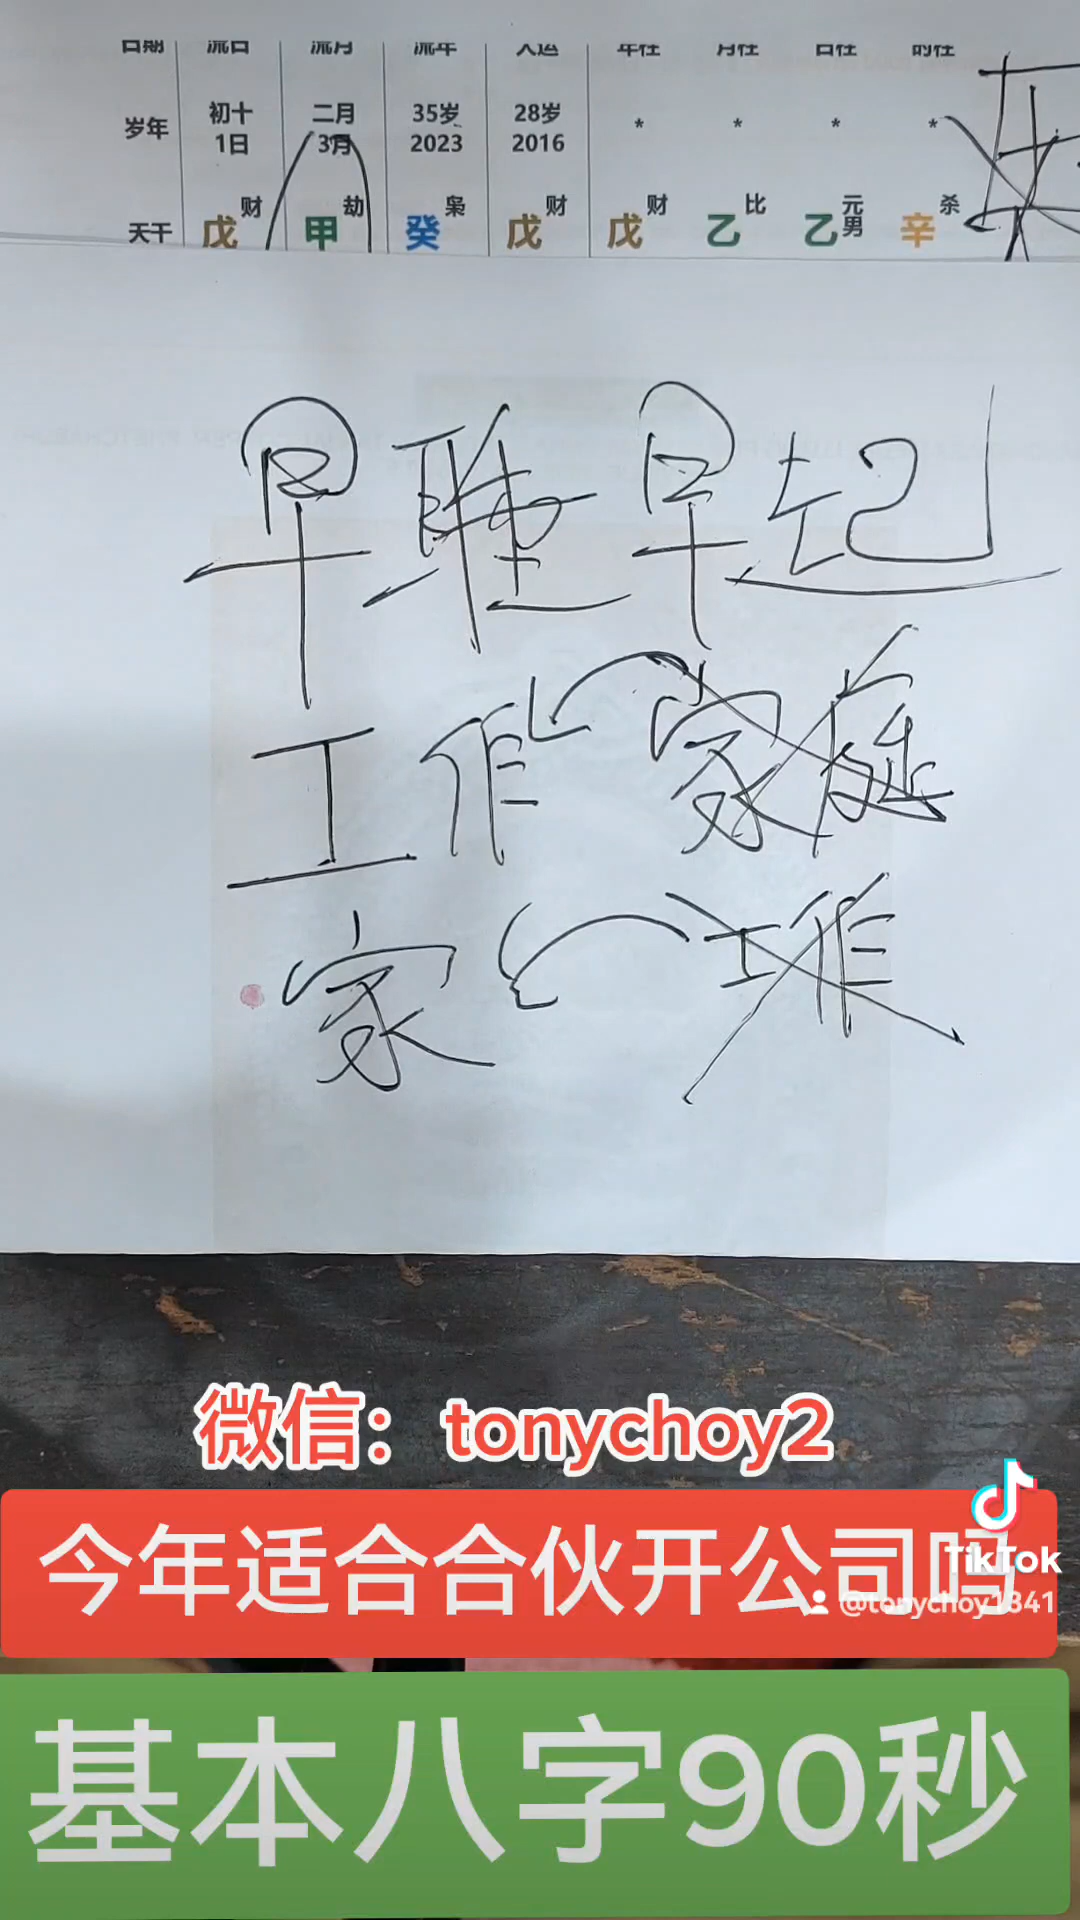 日期 流日 流月 流年 大运 年柱 月柱 日柱 时柱
岁年 初十 二月 35岁 28岁 * * * *
1日 3月 2023 2016
天干 戊财 甲劫 癸枭 戊财 戊财 乙比 乙元男 辛杀
早睡早起
工作 家庭
家 工作
微信：tonychoy2
今年适合合伙开公司吗
TikTok
@tonychoy1841
基本八字90秒